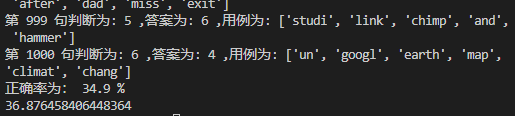 'after', 'dad', 'miss', 'exit']
第 999 句判断为: 5 ,答案为: 6 ,用例为: ['studi', 'link', 'chimp', 'and',
'hammer']
第 1000 句判断为: 6 ,答案为: 4 ,用例为: ['un', 'googl', 'earth', 'map',
'climat', 'chang']
正确率为:  34.9 %
36.876458406448364